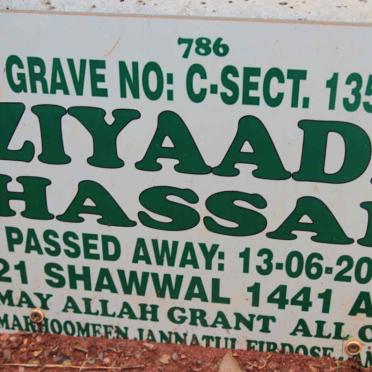 786
GRAVE NO: C-SECT. 135
ZIYAAD
HASSA
PASSED AWAY: 13-06-20
21 SHAWWAL 1441 A
MAY ALLAH GRANT ALL
MARHOOMEEN JANNATUL FIRDOSE